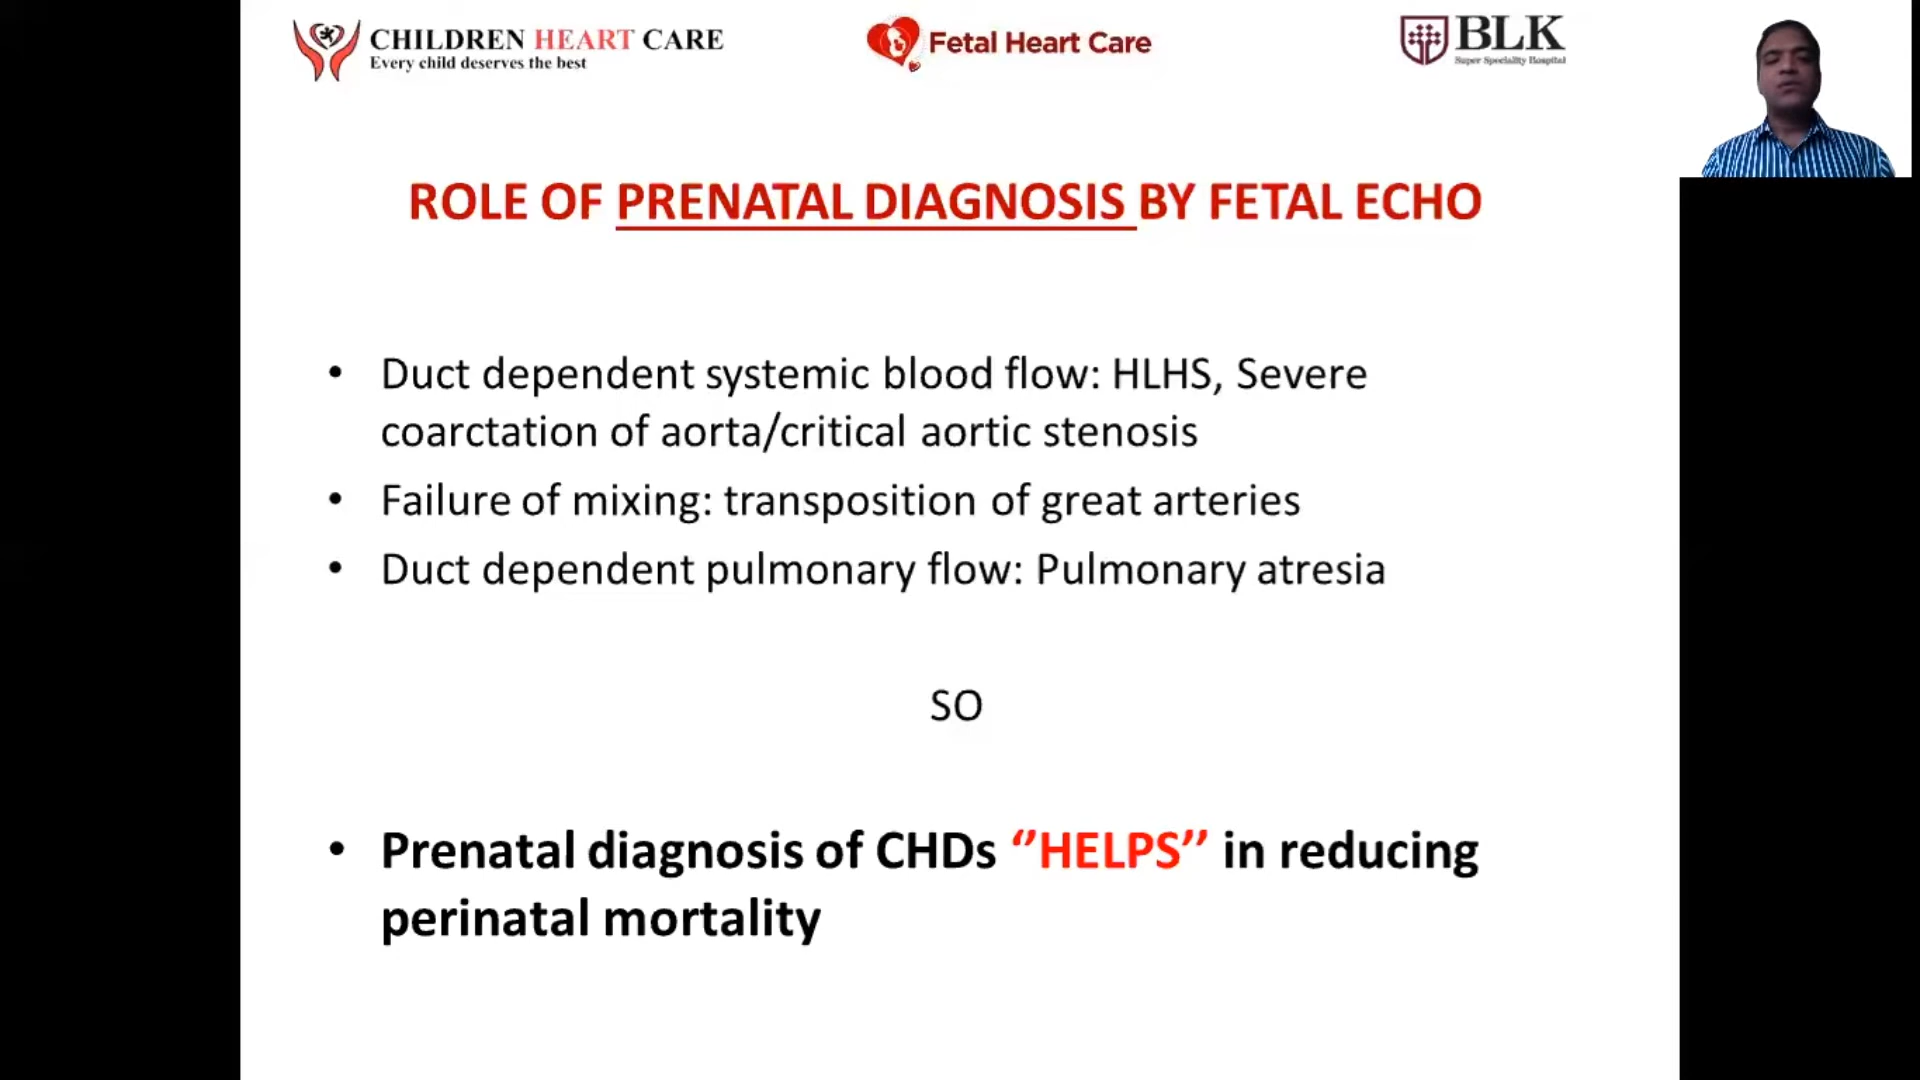 CHILDREN HEART CARE
Every child deserves the best
Fetal Heart Care
BLK
Super Speciality Hospital
ROLE OF PRENATAL DIAGNOSIS BY FETAL ECHO
• Duct dependent systemic blood flow: HLHS, Severe
coarctation of aorta/critical aortic stenosis
• Failure of mixing: transposition of great arteries
• Duct dependent pulmonary flow: Pulmonary atresia
SO
• Prenatal diagnosis of CHDs ‘’HELPS’’ in reducing
perinatal mortality